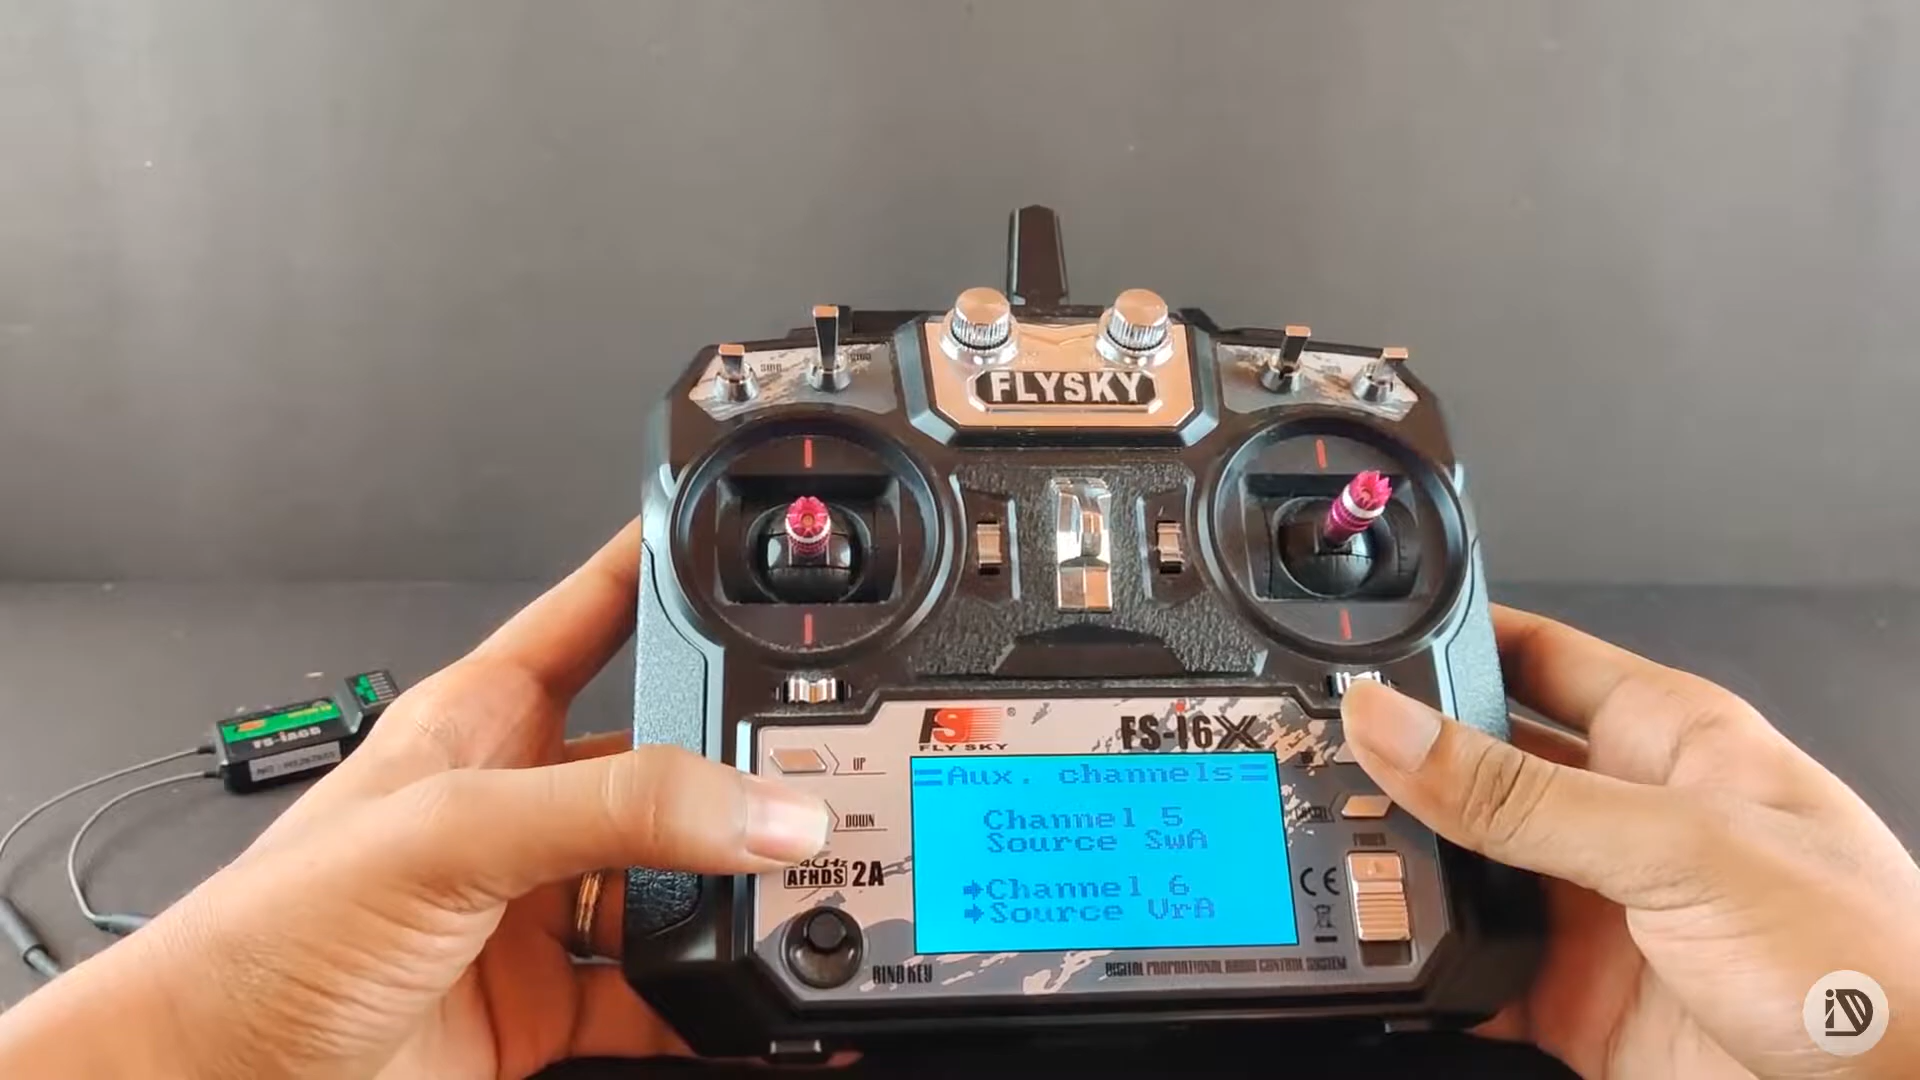 FLYSKY
FS
FLY SKY
FS-i6X
UP
DOWN
AFHDS 2A
BIND KEY
POWER
CE
DIGITAL PROPORTIONAL RADIO CONTROL SYSTEM
=Aux. channels=
Channel 5
Source SwA
→Channel 6
→Source VrA
FS-iA6B